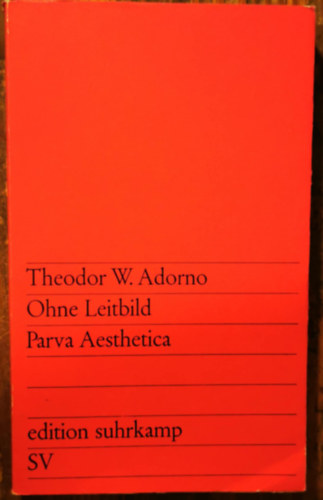 Theodor W. Adorno
Ohne Leitbild
Parva Aesthetica
edition suhrkamp
SV